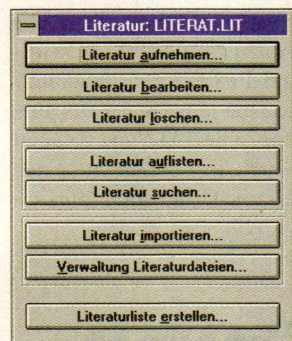 Literatur: LITERAT.LIT
Literatur aufnehmen...
Literatur bearbeiten...
Literatur löschen...
Literatur auflisten...
Literatur suchen...
Literatur importieren...
Verwaltung Literaturdateien...
Literaturliste erstellen...